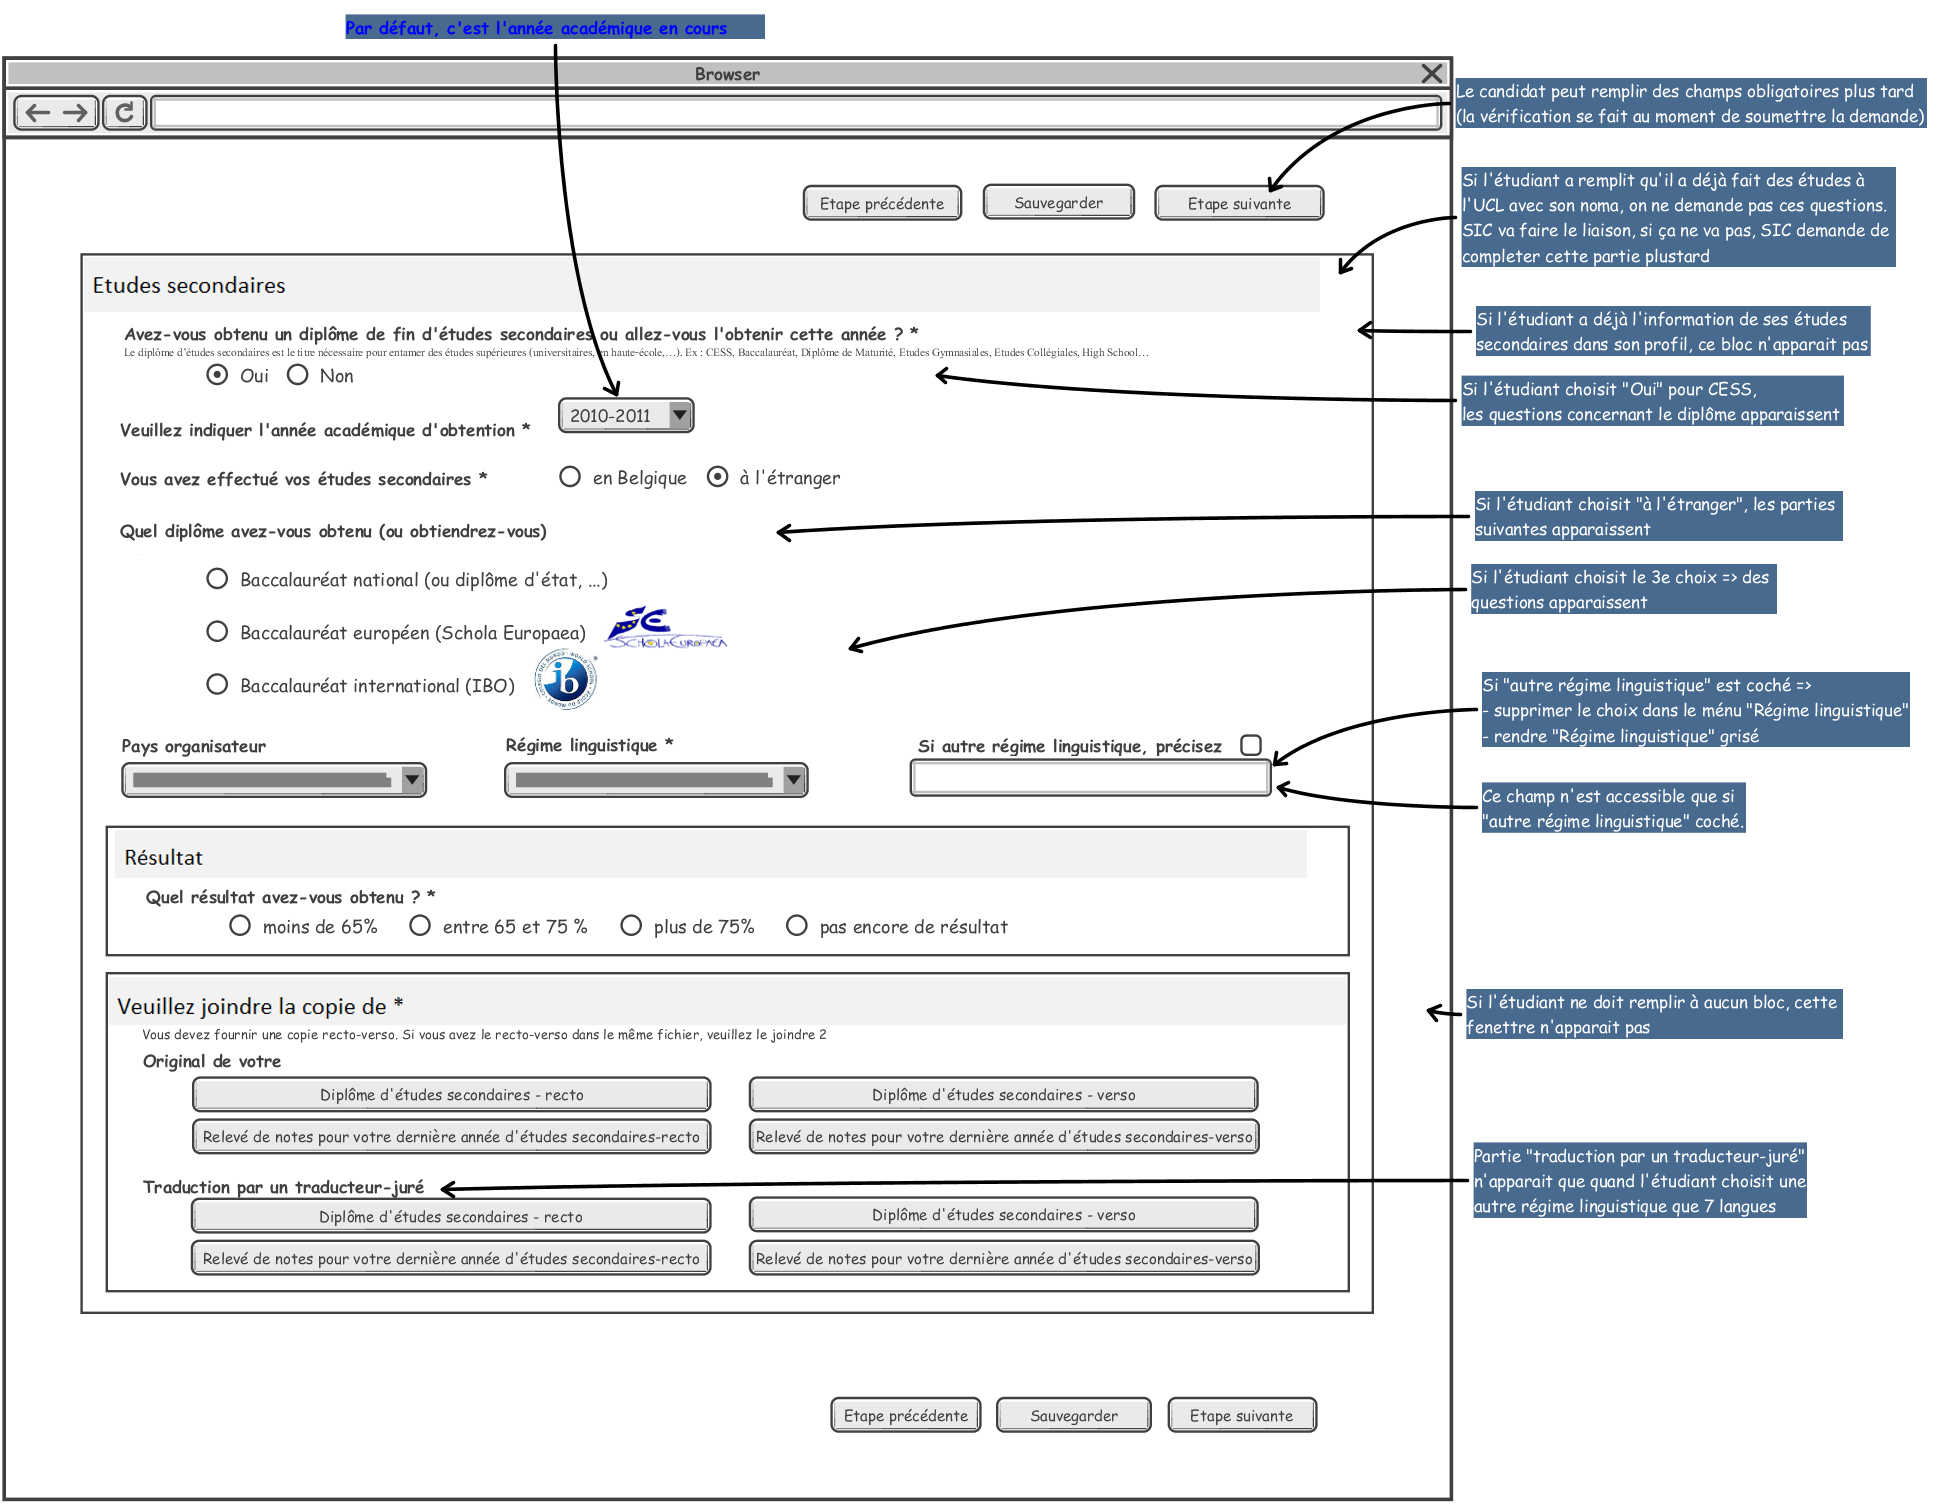 Par défaut, c'est l'année académique en cours
Browser
Le candidat peut remplir des champs obligatoires plus tard
(la vérification se fait au moment de soumettre la demande)
Etape précédente
Sauvegarder
Etape suivante
Si l'étudiant a remplit qu'il a déjà fait des études à
l'UCL avec son noma, on ne demande pas ces questions.
SIC va faire le liaison, si ça ne va pas, SIC demande de
completer cette partie plustard
Etudes secondaires
Avez-vous obtenu un diplôme de fin d'études secondaires ou allez-vous l'obtenir cette année ? *
Le diplôme d'études secondaires est le titre nécessaire pour entamer des études supérieures (universitaires, en haute-école,…). Ex : CESS, Baccalauréat, Diplôme de Maturité, Etudes Gymnasiales, Etudes Collégiales, High School…
Si l'étudiant a déjà l'information de ses études
secondaires dans son profil, ce bloc n'apparait pas
Oui
Non
Si l'étudiant choisit "Oui" pour CESS,
les questions concernant le diplôme apparaissent
2010-2011
Veuillez indiquer l'année académique d'obtention *
Vous avez effectué vos études secondaires *
en Belgique
à l'étranger
Si l'étudiant choisit "à l'étranger", les parties
suivantes apparaissent
Quel diplôme avez-vous obtenu (ou obtiendrez-vous)
Baccalauréat national (ou diplôme d'état, ...)
Si l'étudiant choisit le 3e choix => des
questions apparaissent
Baccalauréat européen (Schola Europaea)
SCHOLA EUROPAEA
Baccalauréat international (IBO)
ib
Si "autre régime linguistique" est coché =>
- supprimer le choix dans le ménu "Régime linguistique"
- rendre "Régime linguistique" grisé
Pays organisateur
Régime linguistique *
Si autre régime linguistique, précisez
Ce champ n'est accessible que si
"autre régime linguistique" coché.
Résultat
Quel résultat avez-vous obtenu ? *
moins de 65%
entre 65 et 75 %
plus de 75%
pas encore de résultat
Si l'étudiant ne doit remplir à aucun bloc, cette
fenettre n'apparait pas
Veuillez joindre la copie de *
Vous devez fournir une copie recto-verso. Si vous avez le recto-verso dans le même fichier, veuillez le joindre 2
Original de votre
Diplôme d'études secondaires - recto
Diplôme d'études secondaires - verso
Relevé de notes pour votre dernière année d'études secondaires-recto
Relevé de notes pour votre dernière année d'études secondaires-verso
Partie "traduction par un traducteur-juré"
n'apparait que quand l'étudiant choisit une
autre régime linguistique que 7 langues
Traduction par un traducteur-juré
Diplôme d'études secondaires - recto
Diplôme d'études secondaires - verso
Relevé de notes pour votre dernière année d'études secondaires-recto
Relevé de notes pour votre dernière année d'études secondaires-verso
Etape précédente
Sauvegarder
Etape suivante